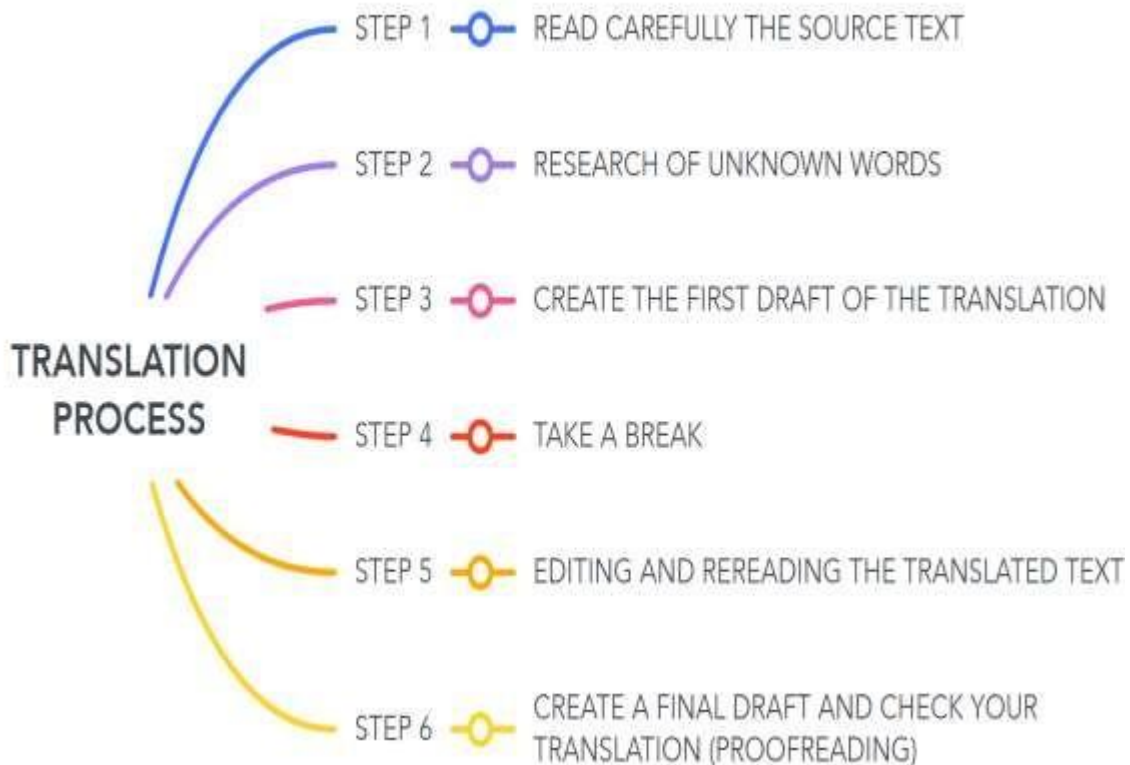 STEP 1 READ CAREFULLY THE SOURCE TEXT
STEP 2 RESEARCH OF UNKNOWN WORDS
STEP 3 CREATE THE FIRST DRAFT OF THE TRANSLATION
TRANSLATION
PROCESS
STEP 4 TAKE A BREAK
STEP 5 EDITING AND REREADING THE TRANSLATED TEXT
STEP 6 CREATE A FINAL DRAFT AND CHECK YOUR
TRANSLATION (PROOFREADING)